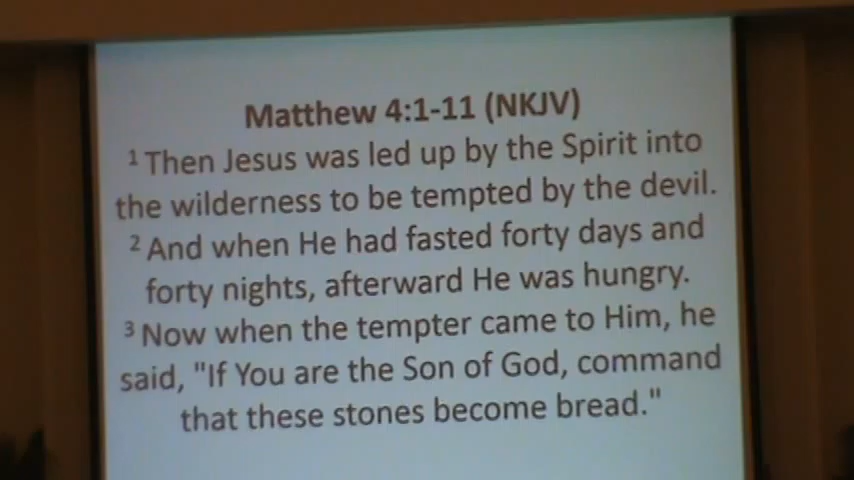 Matthew 4:1-11 (NKJV)
¹ Then Jesus was led up by the Spirit into
the wilderness to be tempted by the devil.
² And when He had fasted forty days and
forty nights, afterward He was hungry.
³ Now when the tempter came to Him, he
said, "If You are the Son of God, command
that these stones become bread."